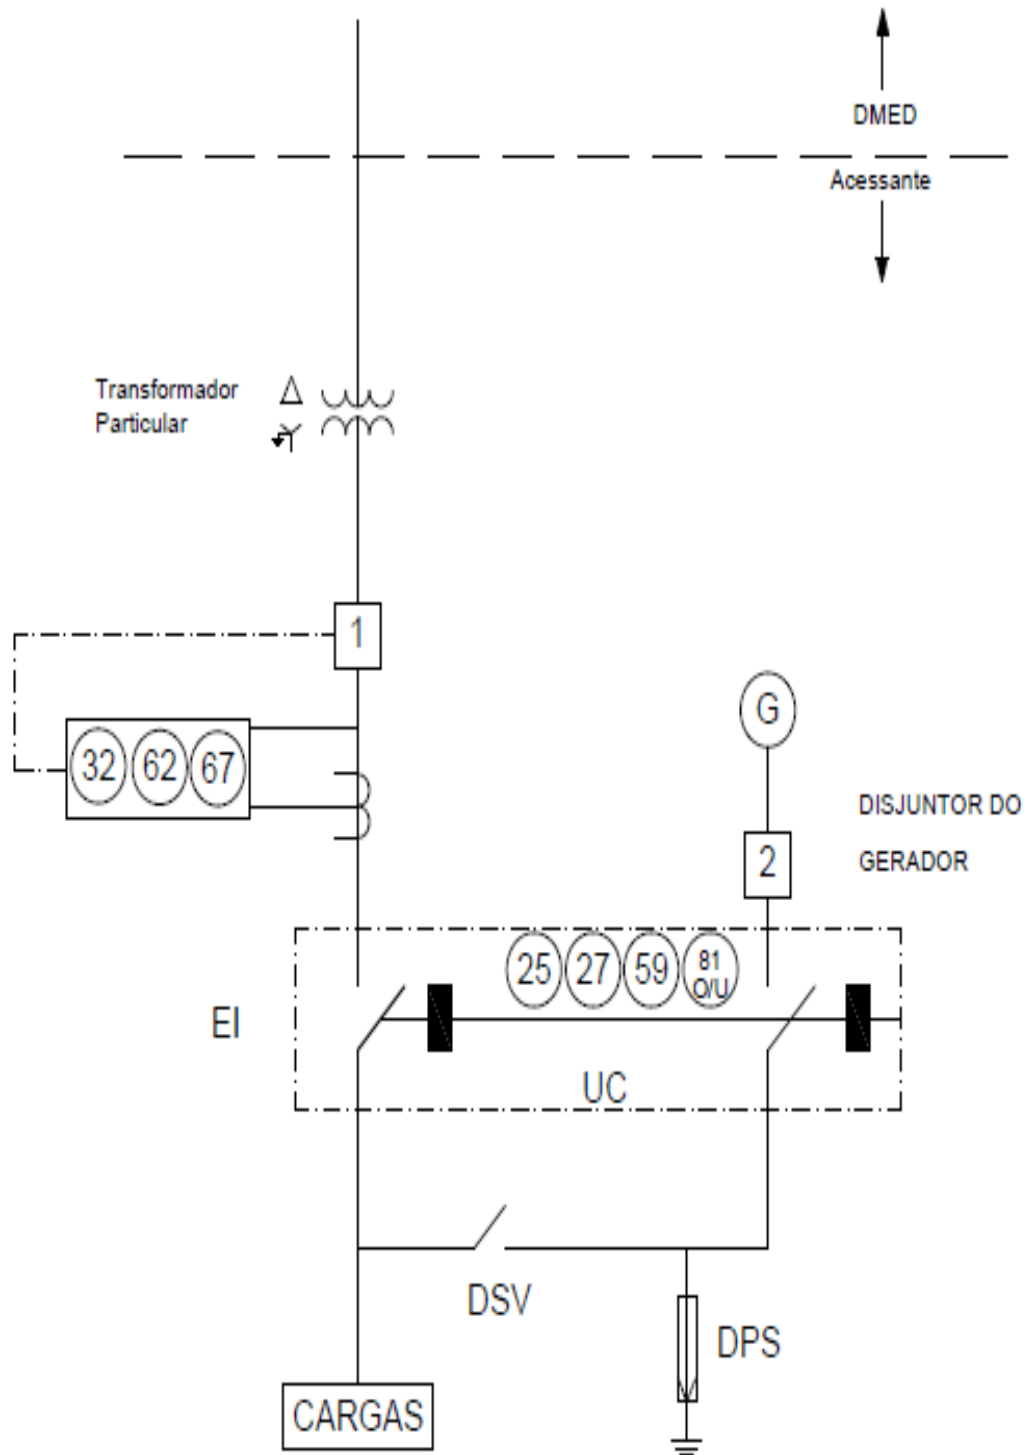 DMED
Acessante
Transformador
Particular
1
G
32 62 67
DISJUNTOR DO
GERADOR
2
25 27 59 81
O/U
EI
UC
DSV
DPS
CARGAS